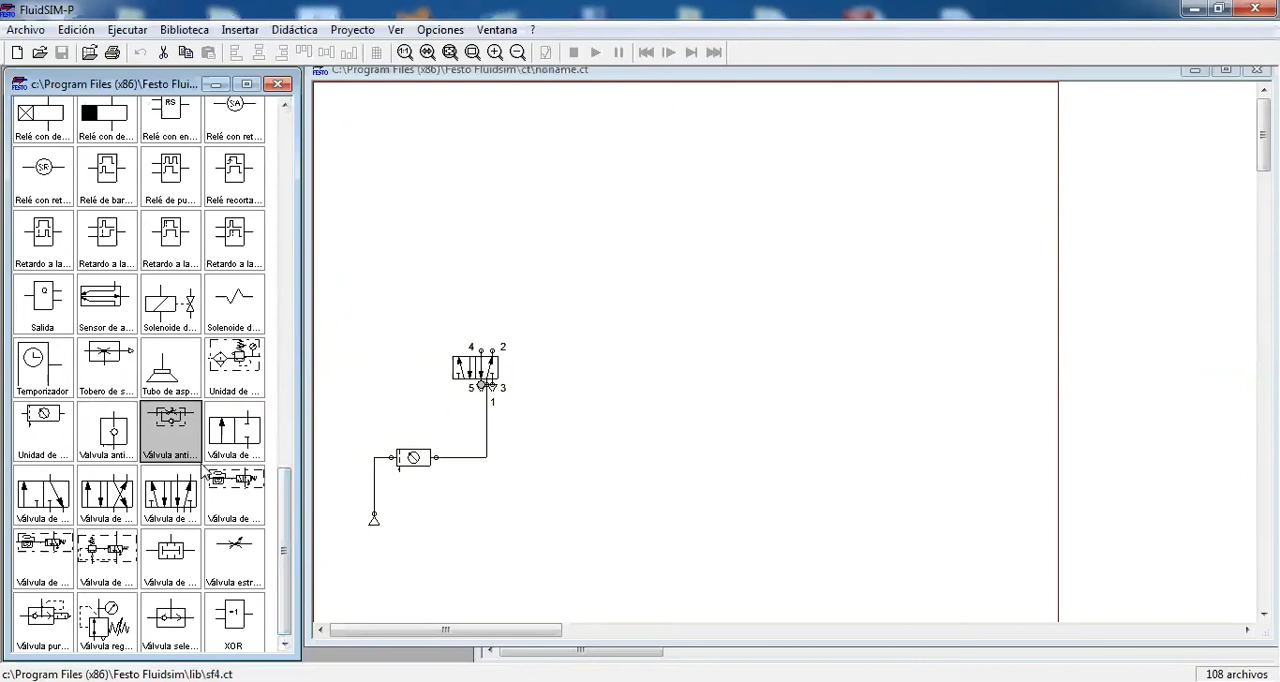 FluidSIM-P
Archivo Edición Ejecutar Biblioteca Insertar Didáctica Proyecto Ver Opciones Ventana ?
c:\Program Files (x86)\Festo Flui...
C:\Program Files (x86)\Festo Fluidsim\ct\noname.ct
RS SA
Relé con de... Relé con de... Relé con en... Relé con ret...
SR
Relé con ret... Relé de bar... Relé de pu... Relé recorta...
Retardo a la... Retardo a la... Retardo a la... Retardo a la...
Q
Salida Sensor de a... Solenoide d... Solenoide d...
Temporizador Tobero de s... Tubo de asp... Unidad de ...
Unidad de ... Válvula anti... Válvula anti... Válvula de ...
Válvula de ... Válvula de ... Válvula de ... Válvula de ...
Válvula de ... Válvula de ... Válvula de ... Válvula estr...
=1
Válvula pur... Válvula reg... Válvula sele... XOR
4 2
5 3
1
c:\Program Files (x86)\Festo Fluidsim\lib\sf4.ct
108 archivos